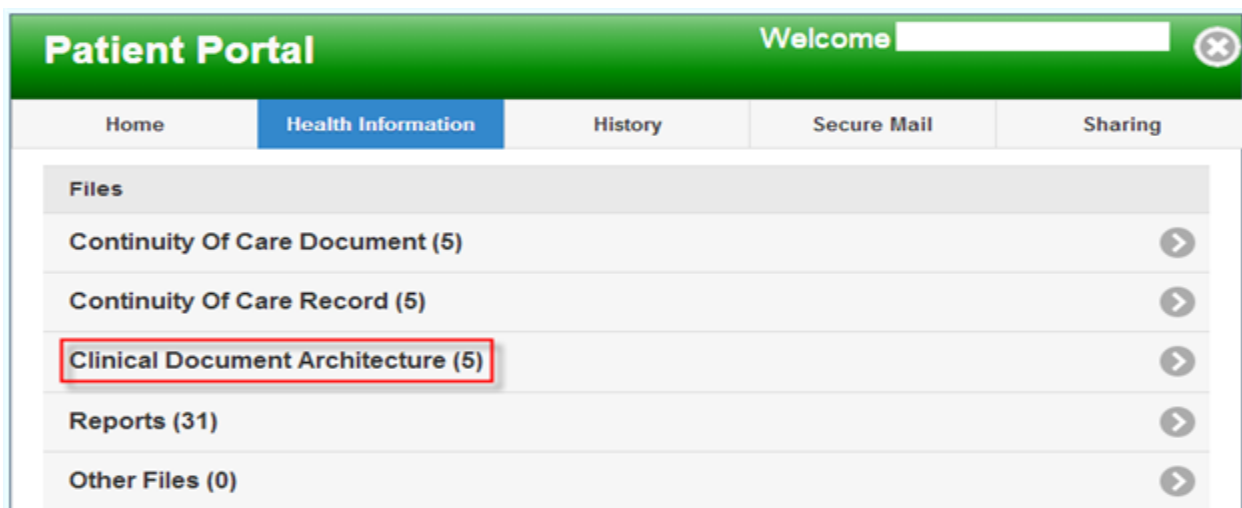 Patient Portal
Welcome
Home Health Information History Secure Mail Sharing
Files
Continuity Of Care Document (5)
Continuity Of Care Record (5)
Clinical Document Architecture (5)
Reports (31)
Other Files (0)